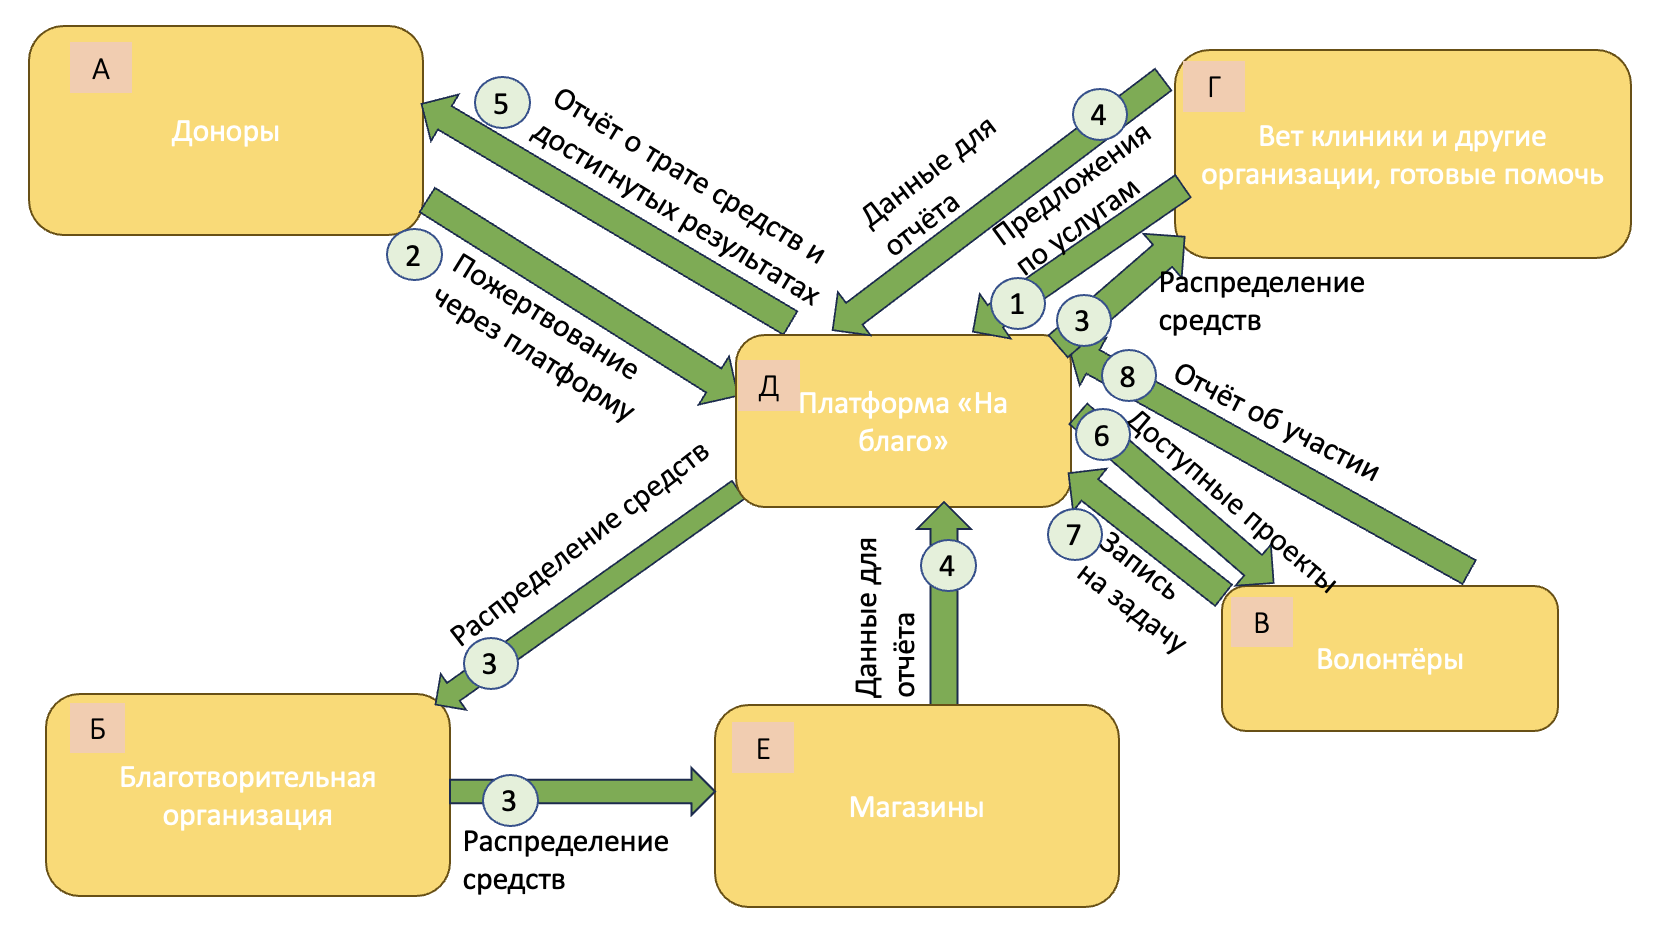 А
Доноры
5
Отчёт о трате средств и
достигнутых результатах
2
Пожертвование
через платформу
4
Данные для
отчёта
Г
Вет клиники и другие
организации, готовые помочь
Предложения
по услугам
1
3
Распределение
средств
Д
Платформа «На
благо»
8
Отчёт об участии
6
Доступные проекты
7
Запись
на задачу
В
Волонтёры
Распределение средств
3
4
Данные для
отчёта
Б
Благотворительная
организация
3
Распределение
средств
Е
Магазины